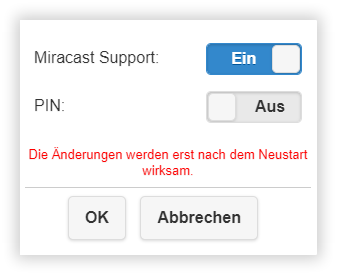 Miracast Support: Ein
PIN: Aus
Die Änderungen werden erst nach dem Neustart
wirksam.
OK Abbrechen